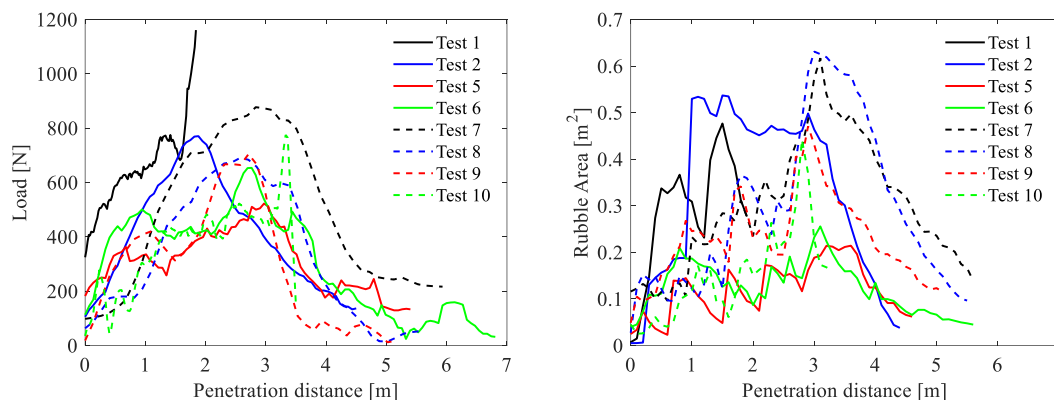 1200
1000
800
600
400
200
0
Load [N]
0 1 2 3 4 5 6 7
Penetration distance [m]
Test 1
Test 2
Test 5
Test 6
Test 7
Test 8
Test 9
Test 10
0.7
0.6
0.5
0.4
0.3
0.2
0.1
0
Rubble Area [m2]
0 1 2 3 4 5 6
Penetration distance [m]
Test 1
Test 2
Test 5
Test 6
Test 7
Test 8
Test 9
Test 10